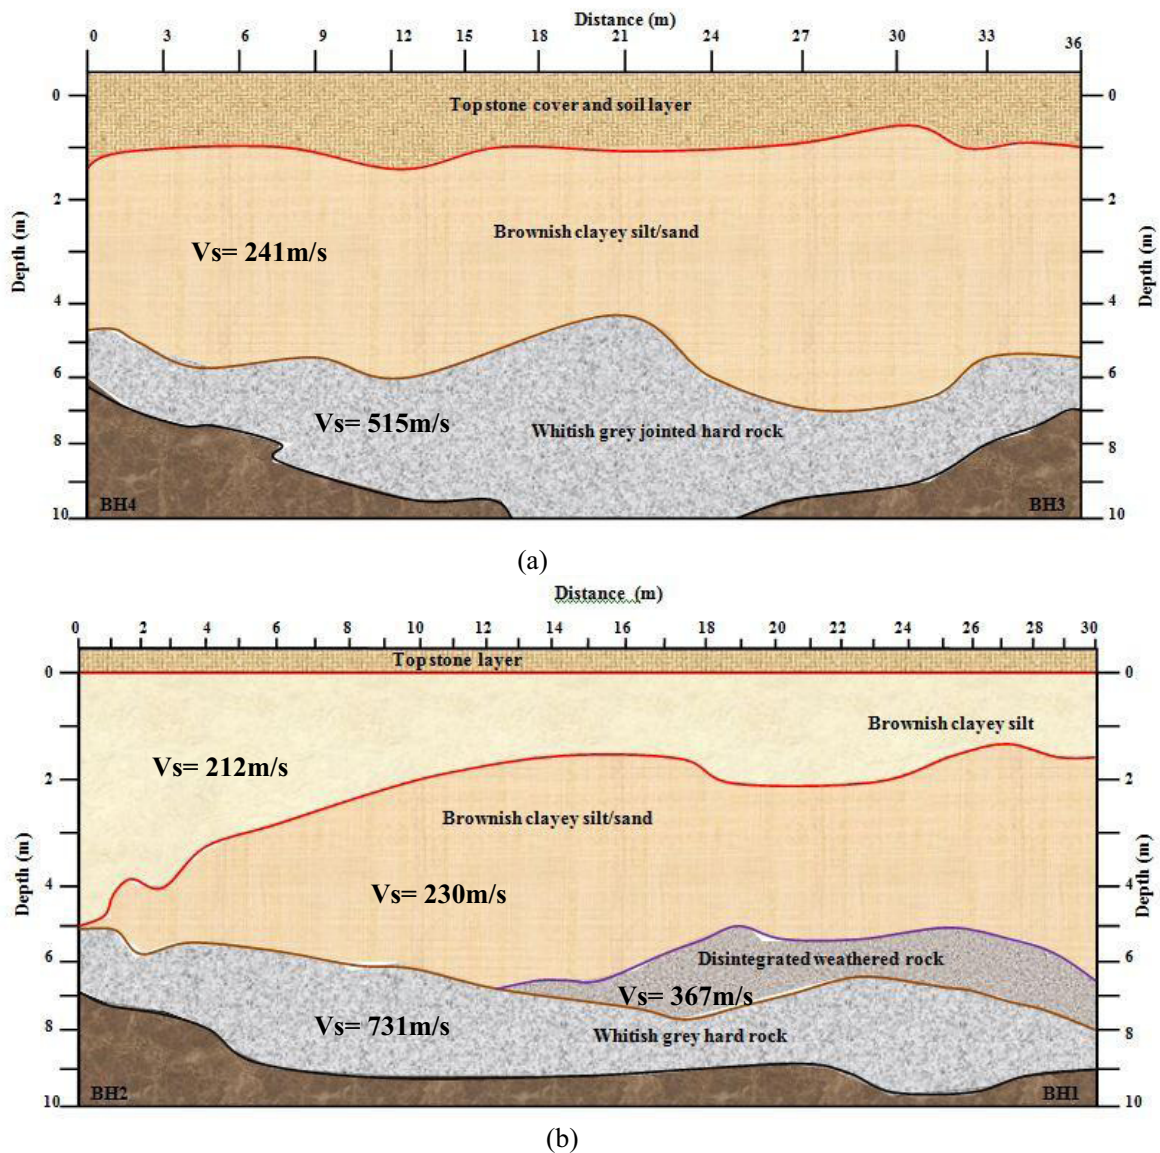 Distance (m)
0 3 6 9 12 15 18 21 24 27 30 33 36
Top stone cover and soil layer
0 0
2 2
Brownish clayey silt/sand
Vs= 241m/s
Depth (m) Depth (m)
4 4
6 6
Vs= 515m/s
Whitish grey jointed hard rock
8 8
BH4 BH3
10 10
(a)
Distance (m)
0 2 4 6 8 10 12 14 16 18 20 22 24 26 28 30
Top stone layer
0 0
Brownish clayey silt
Vs= 212m/s
2 2
Brownish clayey silt/sand
Depth (m) Depth (m)
4 4
Vs= 230m/s
6 6
Disintegrated weathered rock
Vs= 367m/s
Vs= 731m/s
8 8
Whitish grey hard rock
BH2 BH1
10 10
(b)